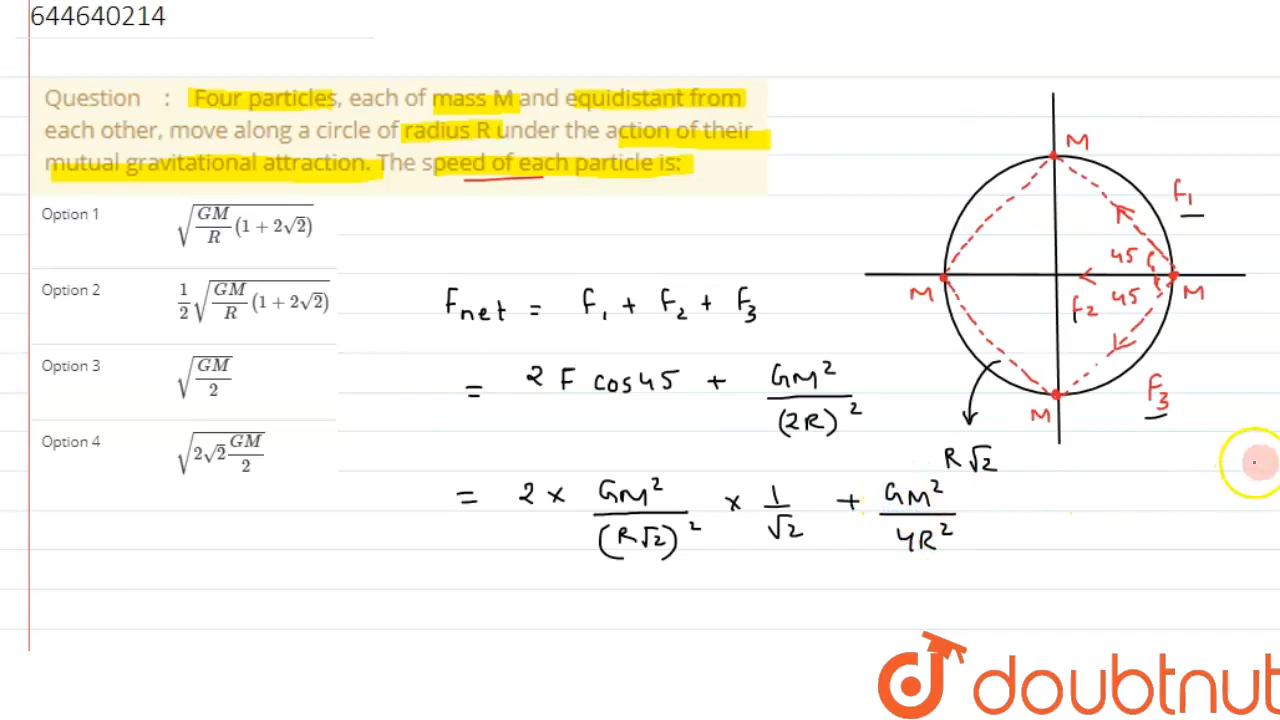 644640214
Question : Four particles, each of mass M and equidistant from
each other, move along a circle of radius R under the action of their
mutual gravitational attraction. The speed of each particle is:
Option 1 √(GM/R (1 + 2√2))
Option 2 1/2 √(GM/R (1 + 2√2))
Option 3 √(GM/2)
Option 4 √(2√2 GM/2)
Fnet = F1 + F2 + F3
= 2 F cos45 + GM²/(2R)²
= 2 × GM²/(R√2)² × 1/√2 + GM²/4R²
M
F1
45
M
M
F2
45
F3
M
R√2
doubtnut